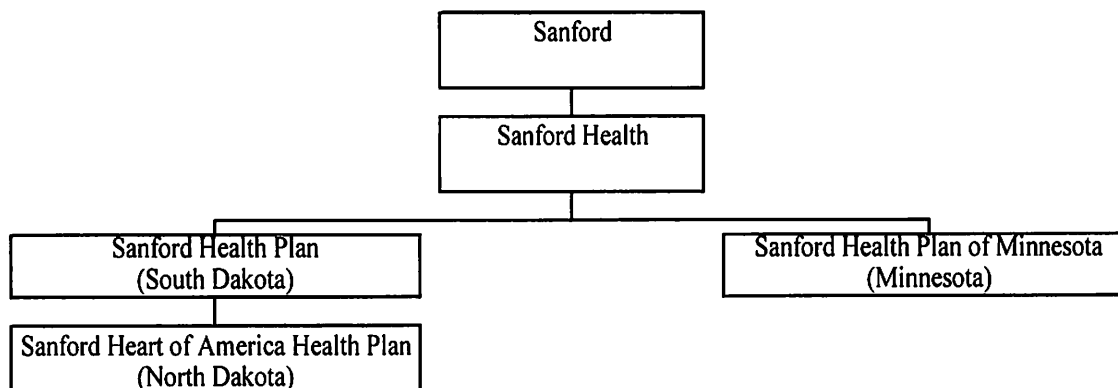 Sanford
Sanford Health
Sanford Health Plan
(South Dakota)
Sanford Health Plan of Minnesota
(Minnesota)
Sanford Heart of America Health Plan
(North Dakota)